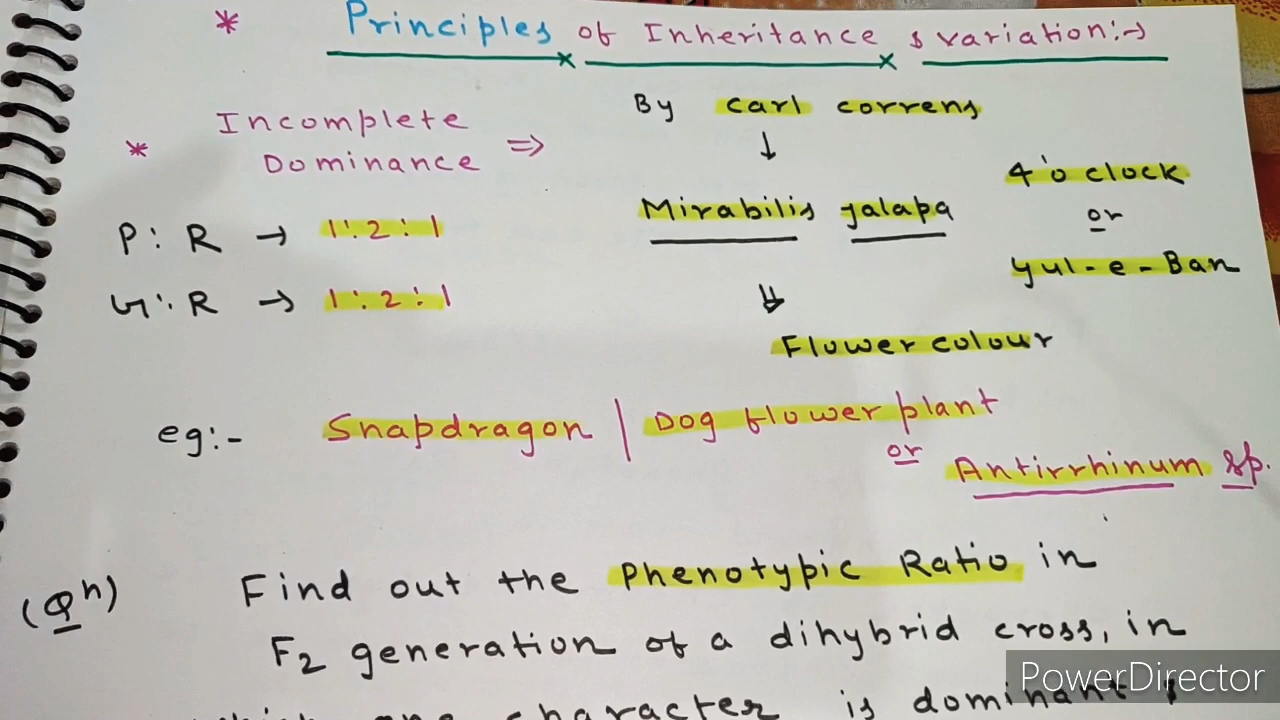 * Principles of Inheritance & variation:→
* Incomplete Dominance ⇒
By Carl Correns
↓
Mirabilis jalapa
4'o clock
or
Gul-e-Ban
P:R → 1:2:1
G:R → 1:2:1
⇓
Flower colour
eg:- Snapdragon | Dog flower plant
or Antirrhinum sp.
(Qn) Find out the Phenotypic Ratio in
F2 generation of a dihybrid cross, in
one character is dominant &
PowerDirector